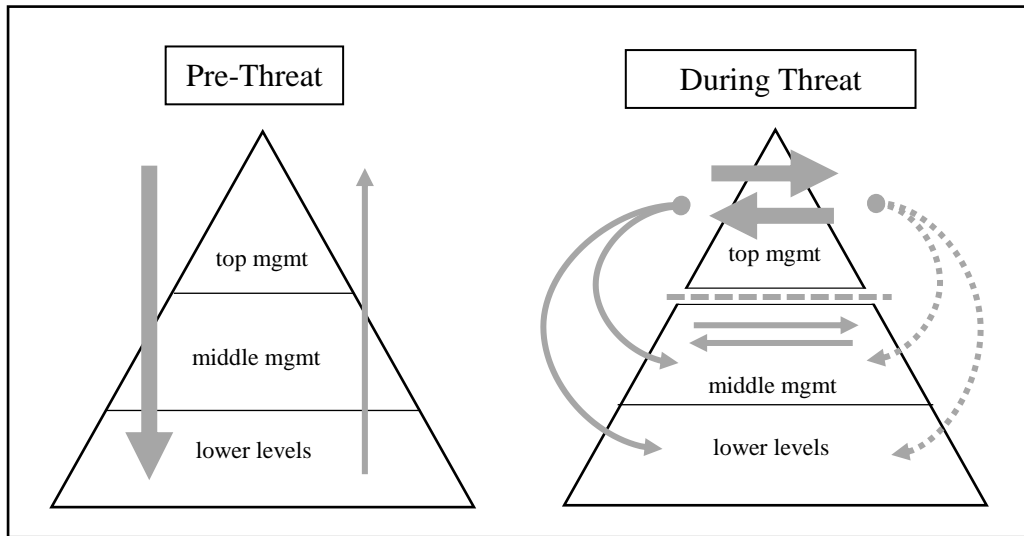 Pre-Threat
During Threat
top mgmt
middle mgmt
lower levels
top mgmt
middle mgmt
lower levels